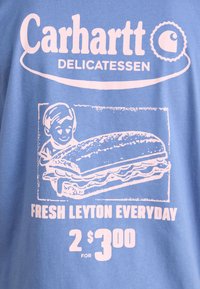 Carhartt
DELICATESSEN
FRESH LEYTON EVERYDAY
2 FOR $3.00